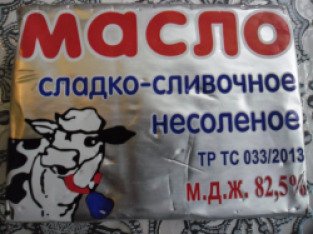 масло
сладко-сливочное
несоленое
ТР ТС 033/2013
М.Д.Ж. 82,5%